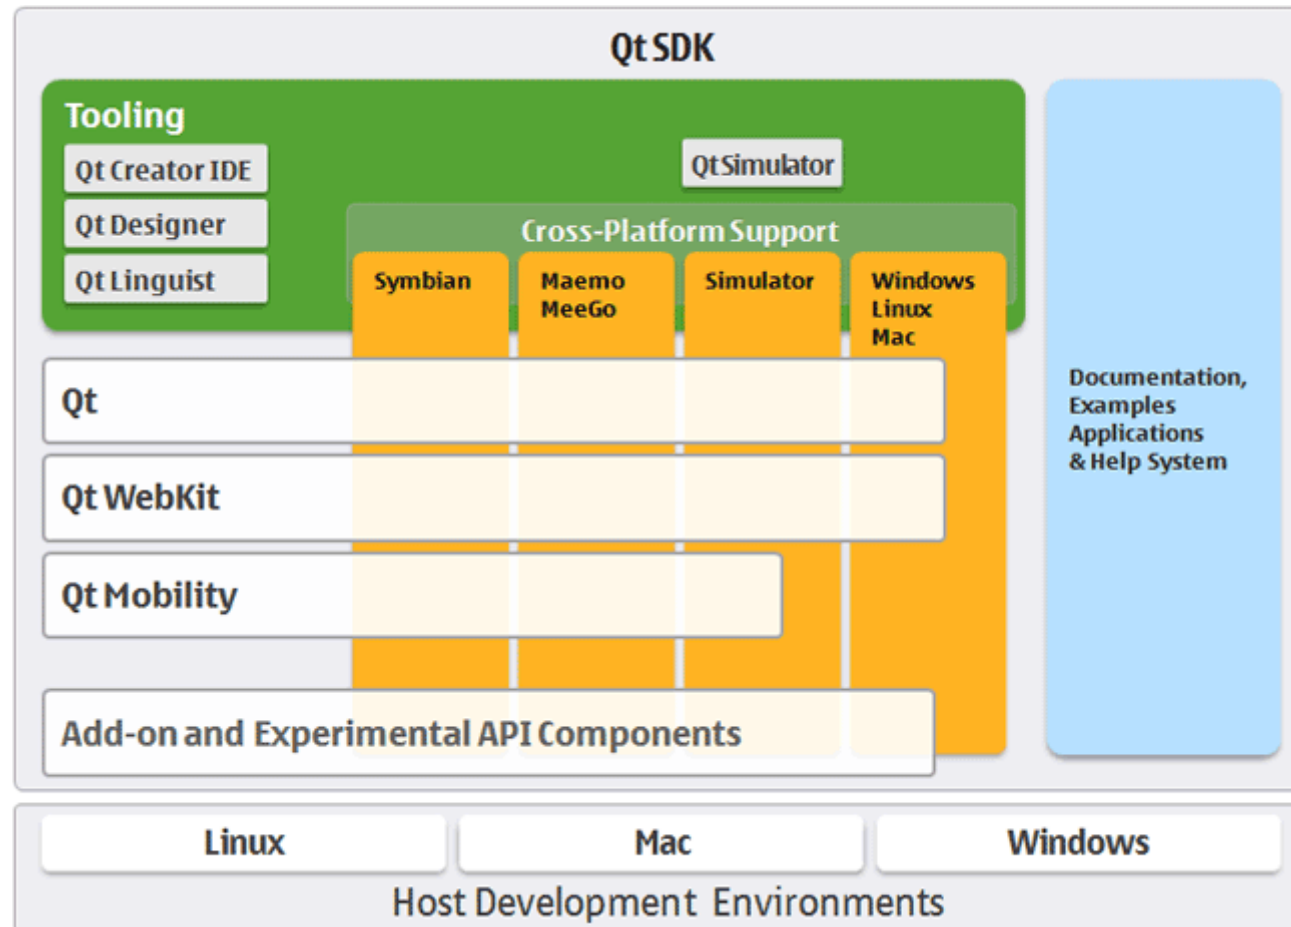 Qt SDK
Tooling
Qt Creator IDE
Qt Designer
Qt Linguist
Qt Simulator
Cross-Platform Support
Symbian
Maemo
MeeGo
Simulator
Windows
Linux
Mac
Qt
Qt WebKit
Qt Mobility
Add-on and Experimental API Components
Documentation,
Examples
Applications
& Help System
Linux
Mac
Windows
Host Development Environments